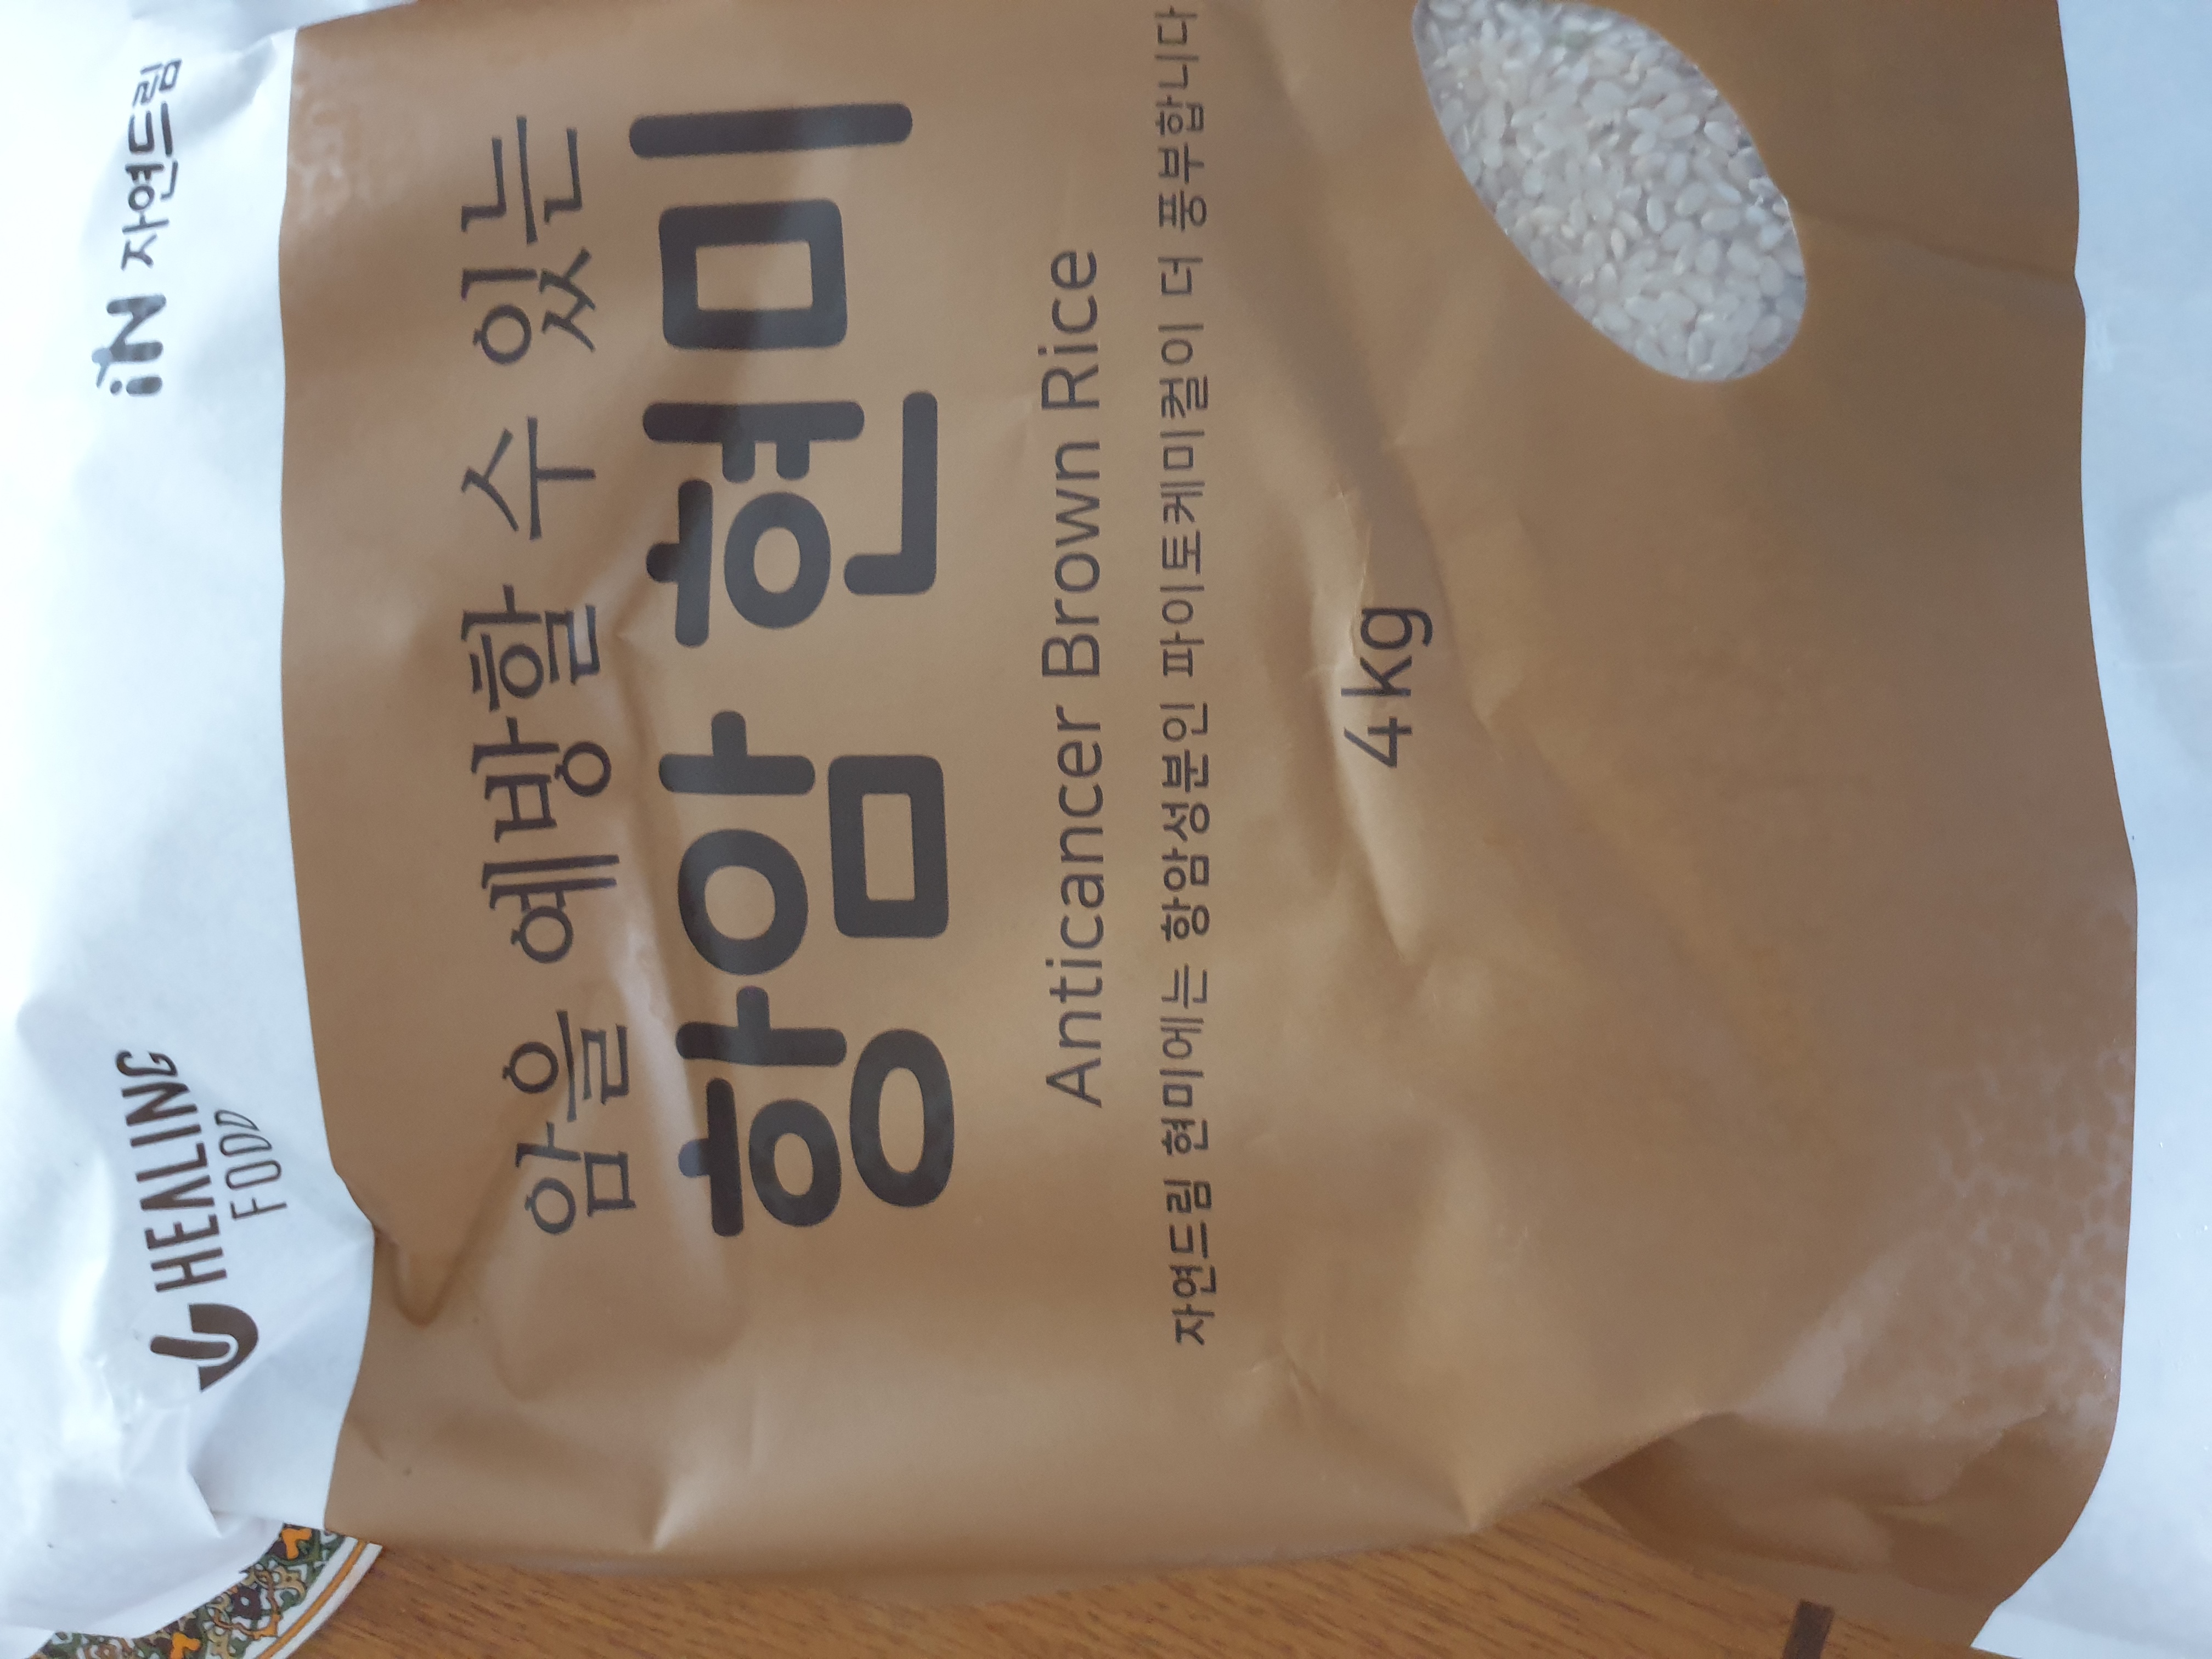 HEALING
FOOD
iN 자연드림
암을 예방할 수 있는
항암 현미
Anticancer Brown Rice
자연드림 현미에는 항암성분인 파이토케미컬이 더 풍부합니다
4kg